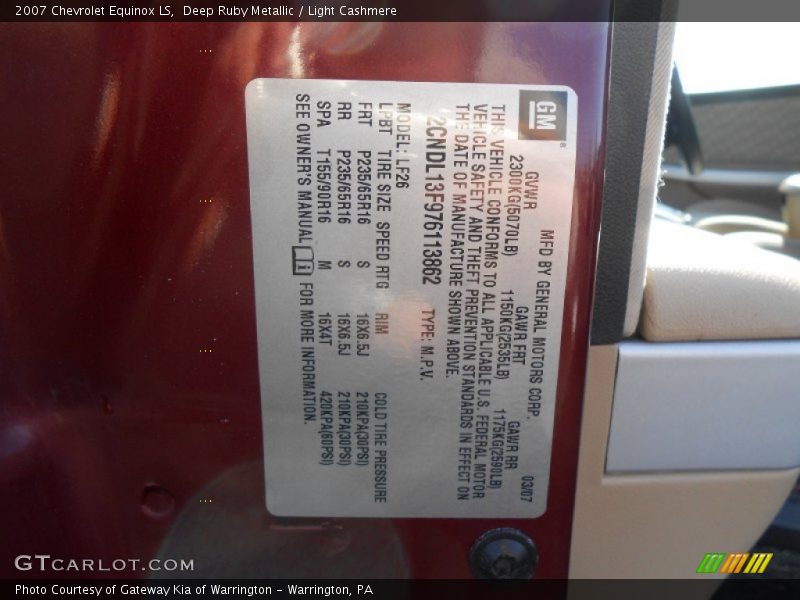 2007 Chevrolet Equinox LS, Deep Ruby Metallic / Light Cashmere
GM
MFD BY GENERAL MOTORS CORP. 03/07
GVWR GAWR FRT GAWR RR
2300KG(5070LB) 1150KG(2535LB) 1175KG(2590LB)
THIS VEHICLE CONFORMS TO ALL APPLICABLE U.S. FEDERAL MOTOR
VEHICLE SAFETY AND THEFT PREVENTION STANDARDS IN EFFECT ON
THE DATE OF MANUFACTURE SHOWN ABOVE.
2CNDL13F976113862 TYPE: M.P.V.
MODEL: LF26
LPBT TIRE SIZE SPEED RTG RIM COLD TIRE PRESSURE
FRT P235/65R16 S 16X6.5J 210KPA(30PSI)
RR P235/65R16 S 16X6.5J 210KPA(30PSI)
SPA T155/90R16 M 16X4T 420KPA(60PSI)
SEE OWNER'S MANUAL i FOR MORE INFORMATION.
GTCARLOT.COM
Photo Courtesy of Gateway Kia of Warrington - Warrington, PA